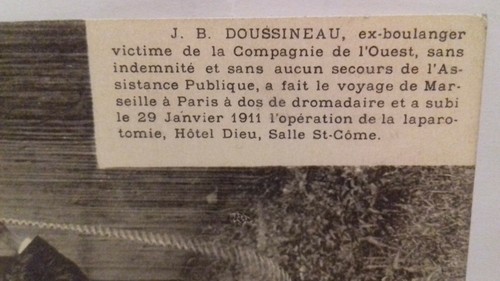 J. B. DOUSSINEAU, ex-boulanger
victime de la Compagnie de l'Ouest, sans
indemnité et sans aucun secours de l'As-
sistance Publique, a fait le voyage de Mar-
seille à Paris à dos de dromadaire et a subi
le 29 Janvier 1911 l'opération de la laparo-
tomie, Hôtel Dieu, Salle St-Côme.